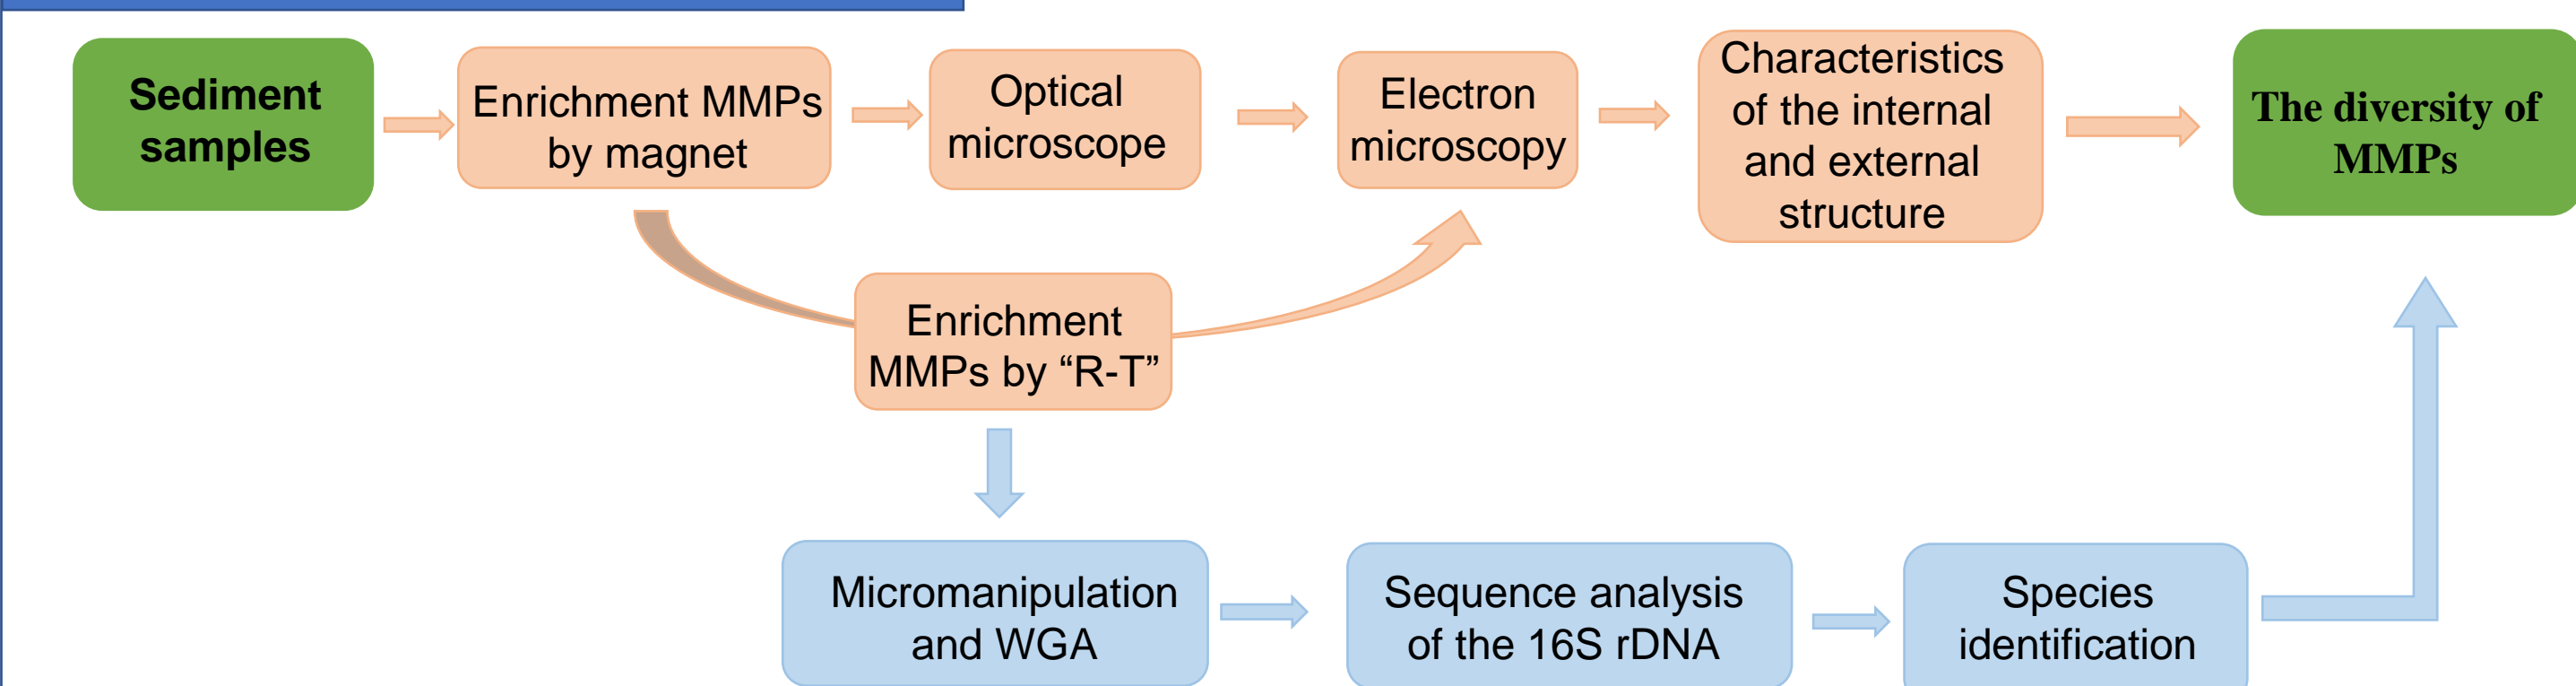 Sediment
samples
Enrichment MMPs
by magnet
Optical
microscope
Electron
microscopy
Characteristics
of the internal
and external
structure
The diversity of
MMPs
Enrichment
MMPs by “R-T”
Micromanipulation
and WGA
Sequence analysis
of the 16S rDNA
Species
identification